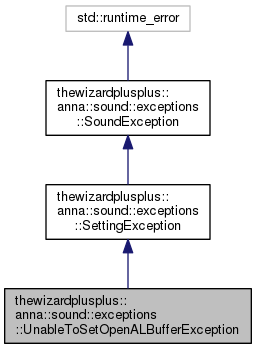 std::runtime_error
thewizardplusplus::
anna::sound::exceptions
::SoundException
thewizardplusplus::
anna::sound::exceptions
::SettingException
thewizardplusplus::
anna::sound::exceptions
::UnableToSetOpenALBufferException